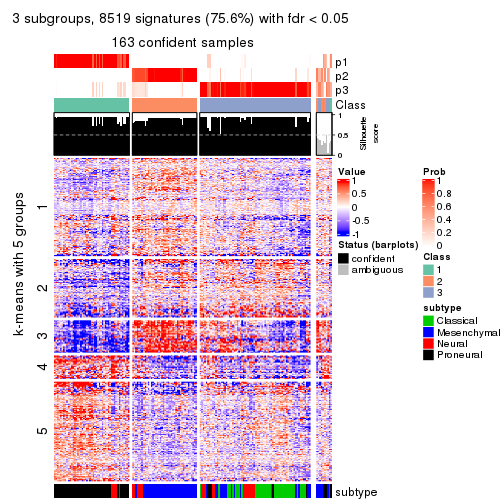 3 subgroups, 8519 signatures (75.6%) with fdr < 0.05
163 confident samples
p1
p2
p3
Class
1
0.5
0
Silhouette
score
k-means with 5 groups
1
2
3
4
5
Value
1
0.5
0
-0.5
-1
Status (barplots)
confident
ambiguous
Prob
1
0.8
0.6
0.4
0.2
0
Class
1
2
3
subtype
Classical
Mesenchymal
Neural
Proneural
subtype